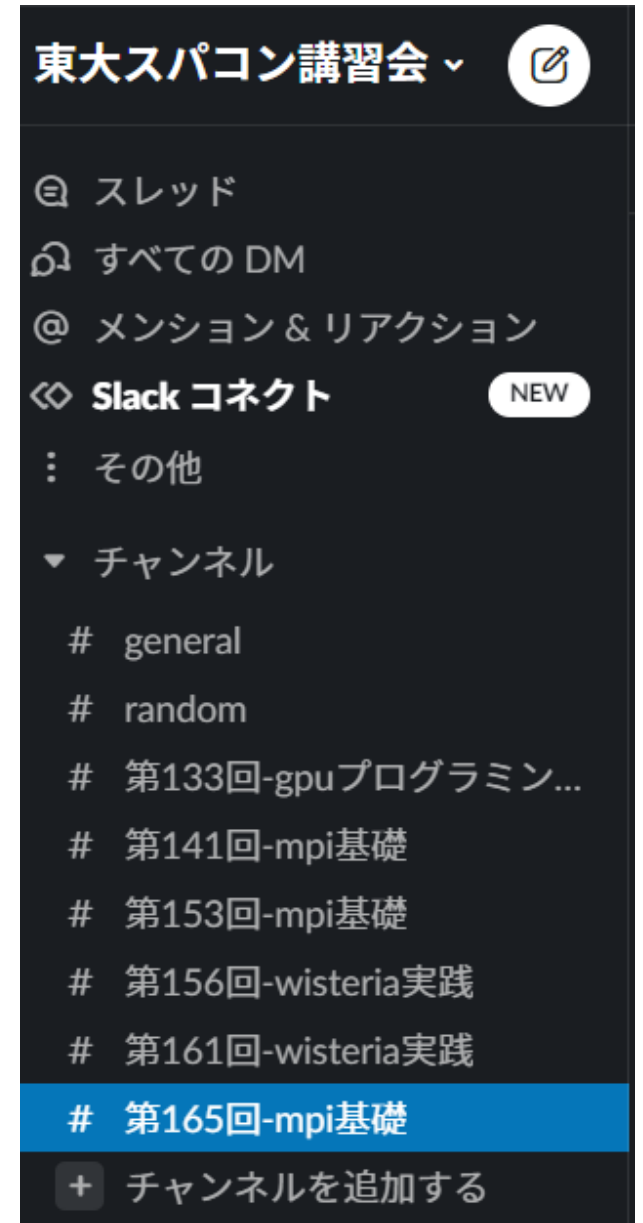 東大スパコン講習会
スレッド
すべての DM
@ メンション & リアクション
Slack コネクト NEW
その他
チャンネル
# general
# random
# 第133回-gpuプログラミン...
# 第141回-mpi基礎
# 第153回-mpi基礎
# 第156回-wisteria実践
# 第161回-wisteria実践
# 第165回-mpi基礎
+ チャンネルを追加する